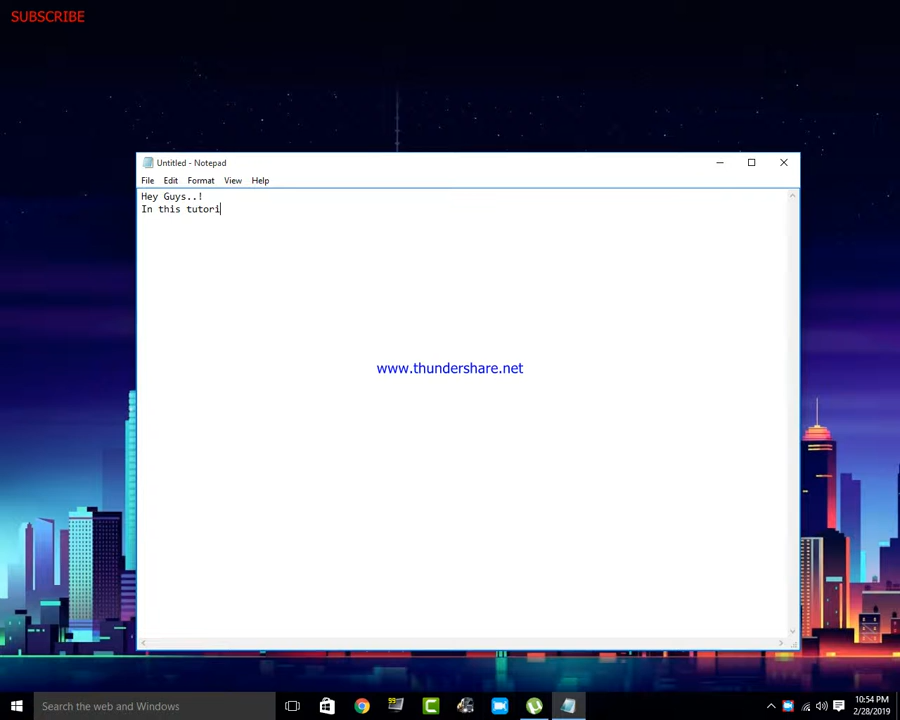 SUBSCRIBE
Untitled - Notepad
File Edit Format View Help
Hey Guys..!
In this tutori
www.thundershare.net
Search the web and Windows
99
10:54 PM
2/28/2019